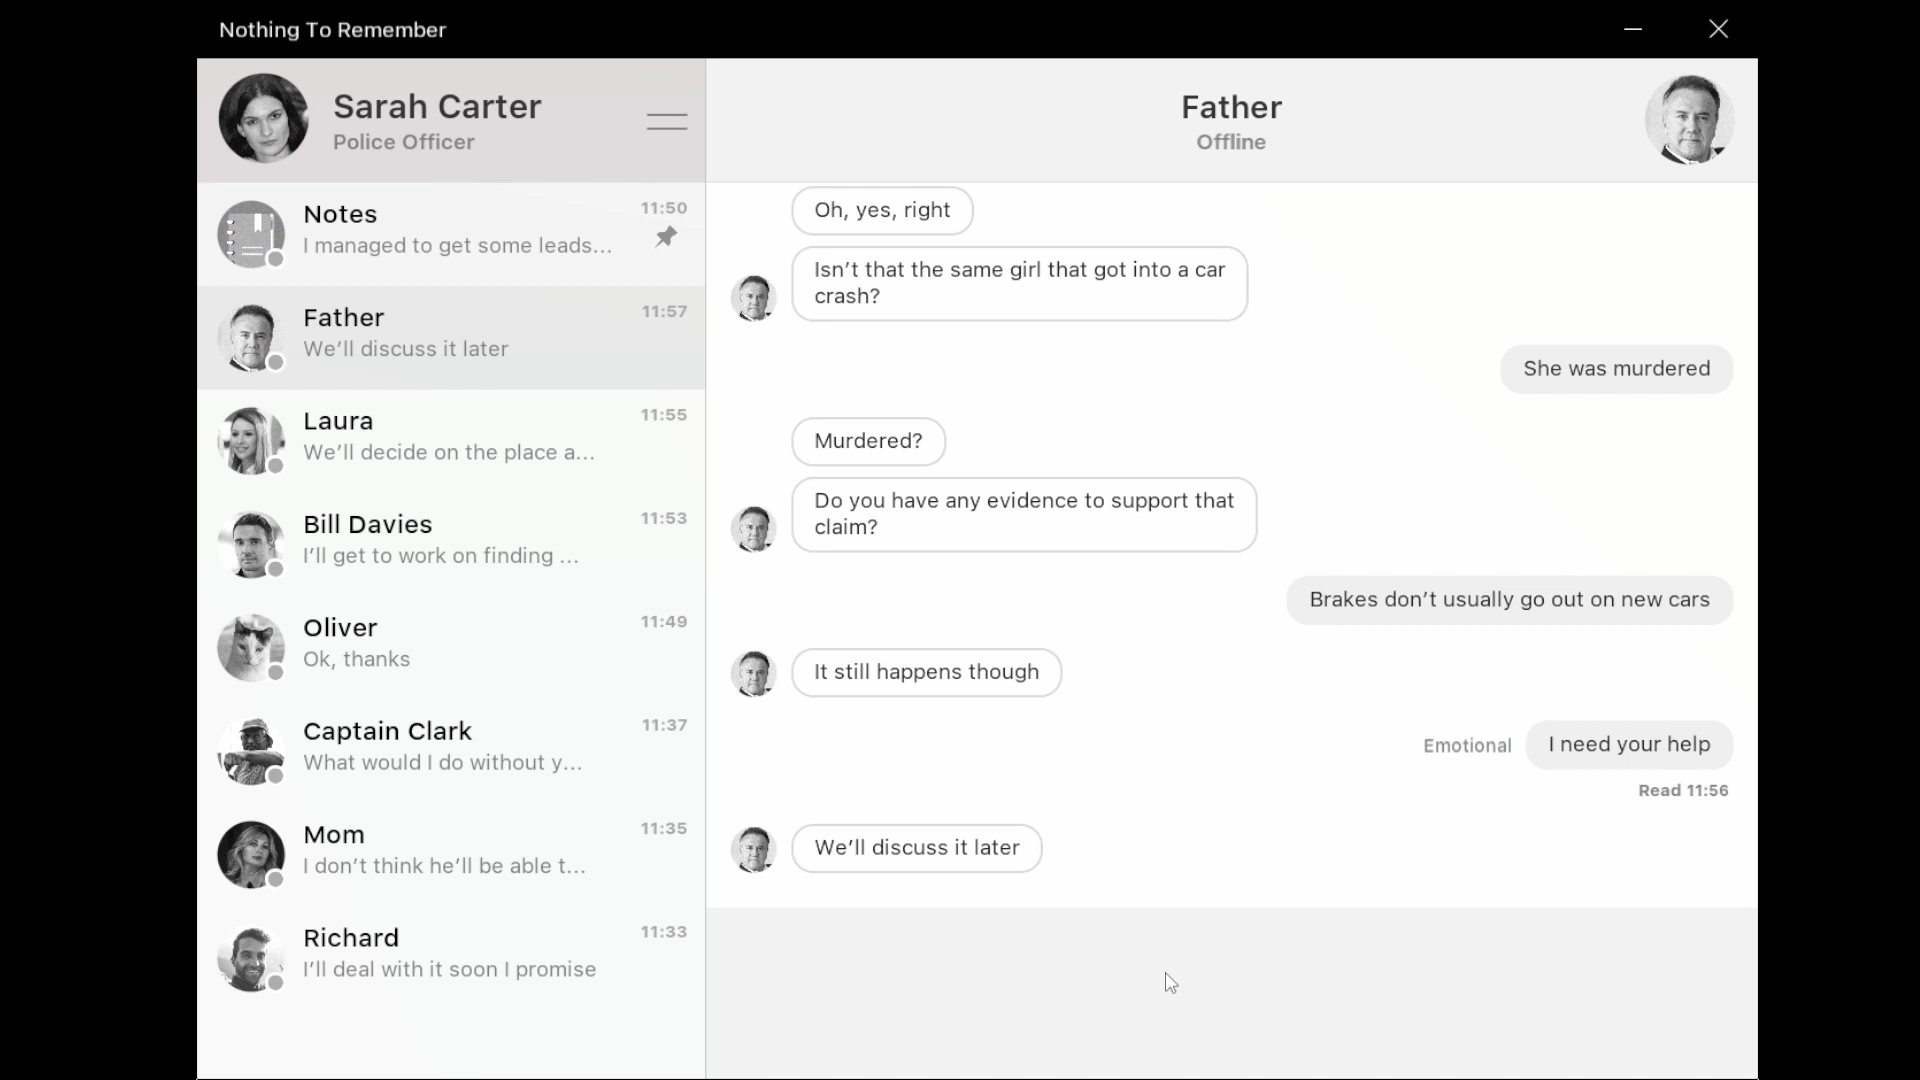 Nothing To Remember
Sarah Carter
Police Officer
Notes
11:50
I managed to get some leads...
Father
11:57
We’ll discuss it later
Laura
11:55
We’ll decide on the place a...
Bill Davies
11:53
I’ll get to work on finding ...
Oliver
11:49
Ok, thanks
Captain Clark
11:37
What would I do without y...
Mom
11:35
I don’t think he’ll be able t...
Richard
11:33
I’ll deal with it soon I promise
Father
Offline
Oh, yes, right
Isn’t that the same girl that got into a car
crash?
She was murdered
Murdered?
Do you have any evidence to support that
claim?
Brakes don’t usually go out on new cars
It still happens though
Emotional
I need your help
Read 11:56
We’ll discuss it later